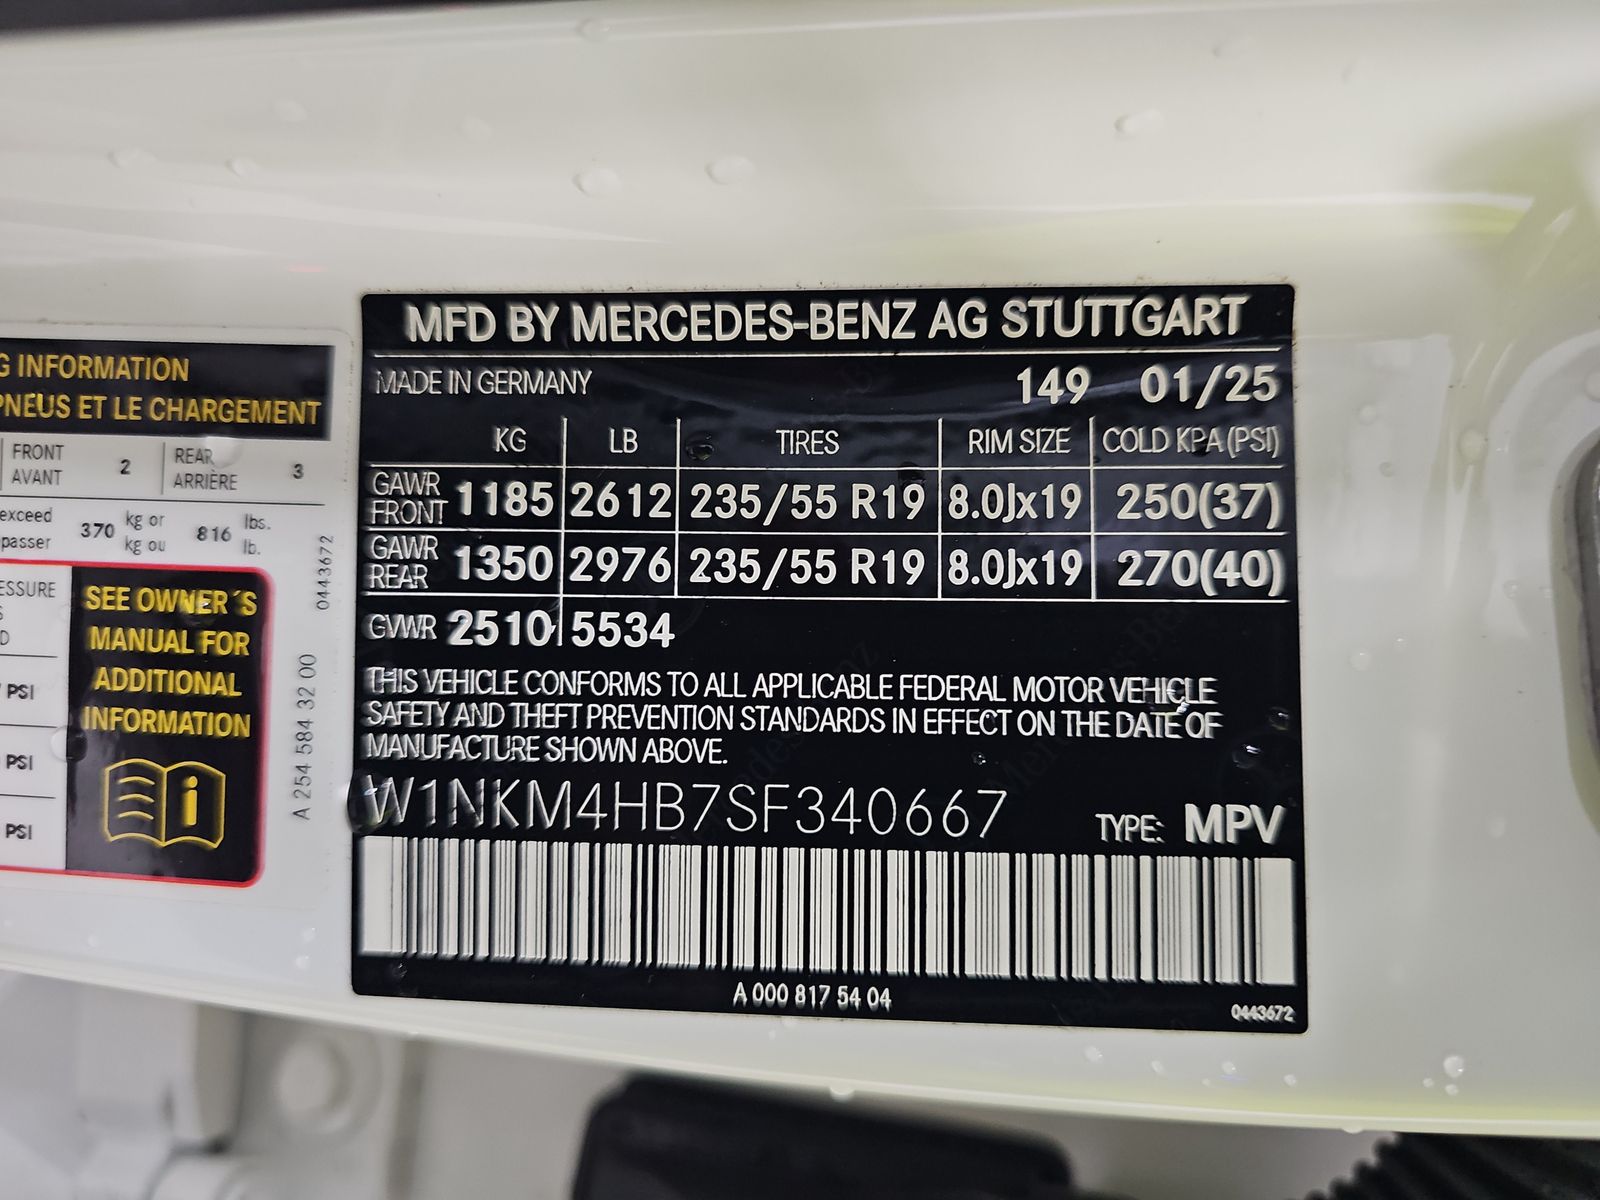 G INFORMATION
PNEUS ET LE CHARGEMENT
FRONT
AVANT
2
REAR
ARRIÈRE
3
exceed
passer
370
kg or
kg ou
816
lbs.
lb.
0443672
ESSURE
S
D
PSI
PSI
PSI
SEE OWNER´S
MANUAL FOR
ADDITIONAL
INFORMATION
A 254 584 32 00
MFD BY MERCEDES-BENZ AG STUTTGART
MADE IN GERMANY 149 01/25
KG LB TIRES RIM SIZE COLD KPA(PSI)
GAWR FRONT 1185 2612 235/55 R19 8.0Jx19 250(37)
GAWR REAR 1350 2976 235/55 R19 8.0Jx19 270(40)
GVWR 2510 5534
THIS VEHICLE CONFORMS TO ALL APPLICABLE FEDERAL MOTOR VEHICLE
SAFETY AND THEFT PREVENTION STANDARDS IN EFFECT ON THE DATE OF
MANUFACTURE SHOWN ABOVE.
W1NKM4HB7SF340667 TYPE: MPV
A 000 817 54 04
0443672